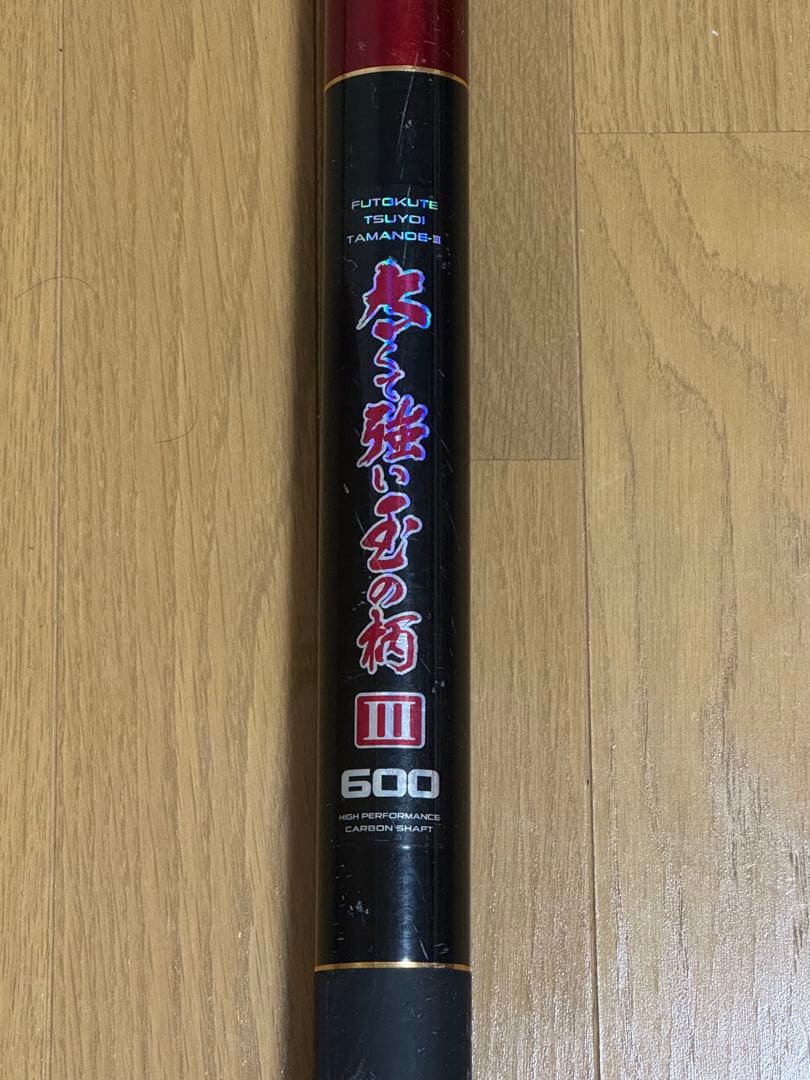 FUTOKUTE
TSUYOI
TAMANOE-III
太くて強い玉の柄
III
600
HIGH PERFORMANCE
CARBON SHAFT